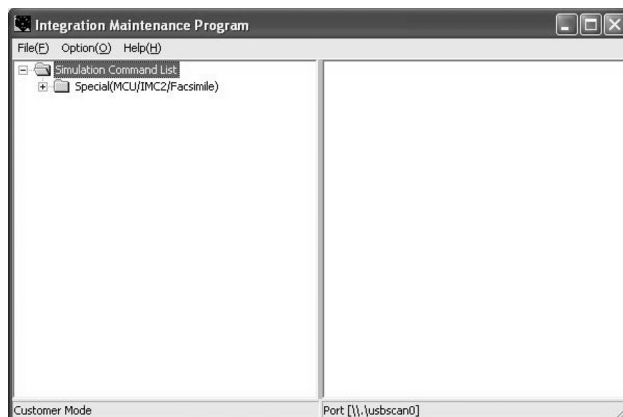 Integration Maintenance Program
File(F) Option(O) Help(H)
Simulation Command List
Special(MCU/IMC2/Facsimile)
Customer Mode Port [\\.\usbscan0]